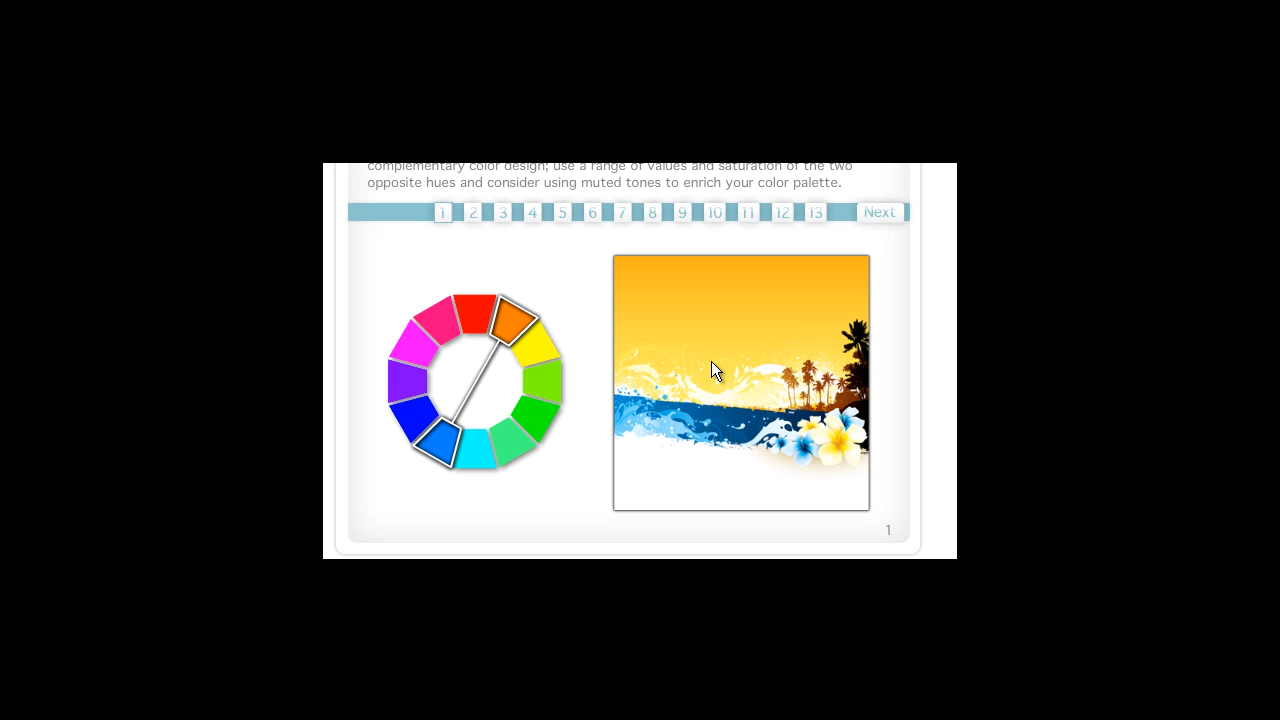 complementary color design; use a range of values and saturation of the two
opposite hues and consider using muted tones to enrich your color palette.
1 2 3 4 5 6 7 8 9 10 11 12 13 Next
1